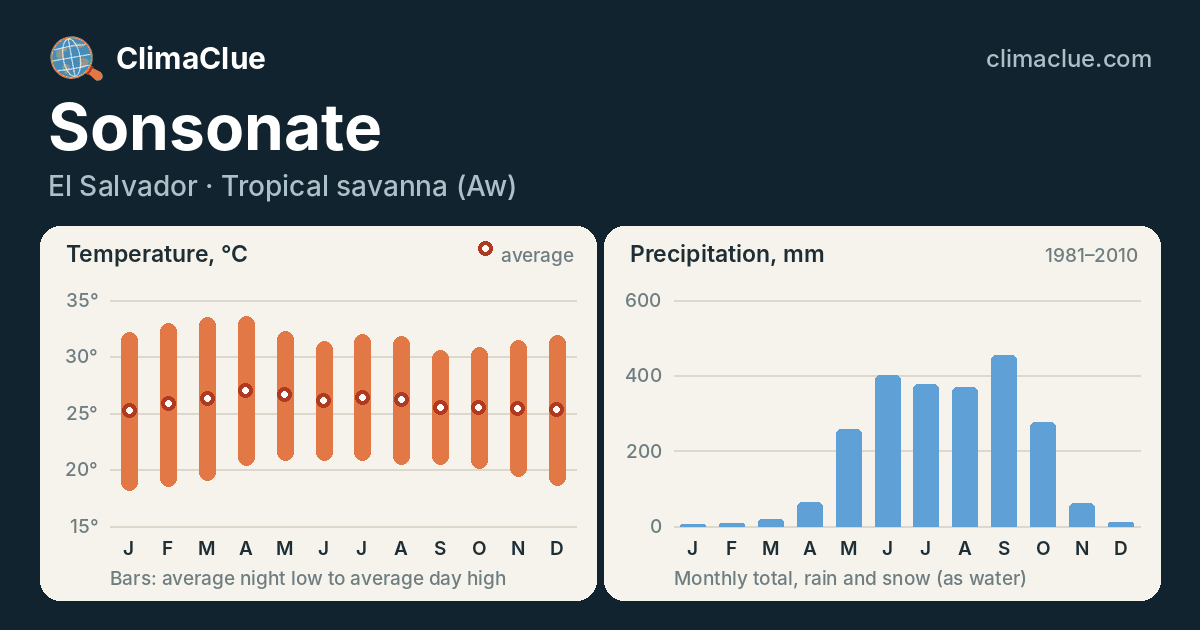 ClimaClue
climaclue.com
Sonsonate
El Salvador · Tropical savanna (Aw)
Temperature, °C
average
35°
30°
25°
20°
15°
J F M A M J J A S O N D
Bars: average night low to average day high
Precipitation, mm
1981–2010
600
400
200
0
J F M A M J J A S O N D
Monthly total, rain and snow (as water)